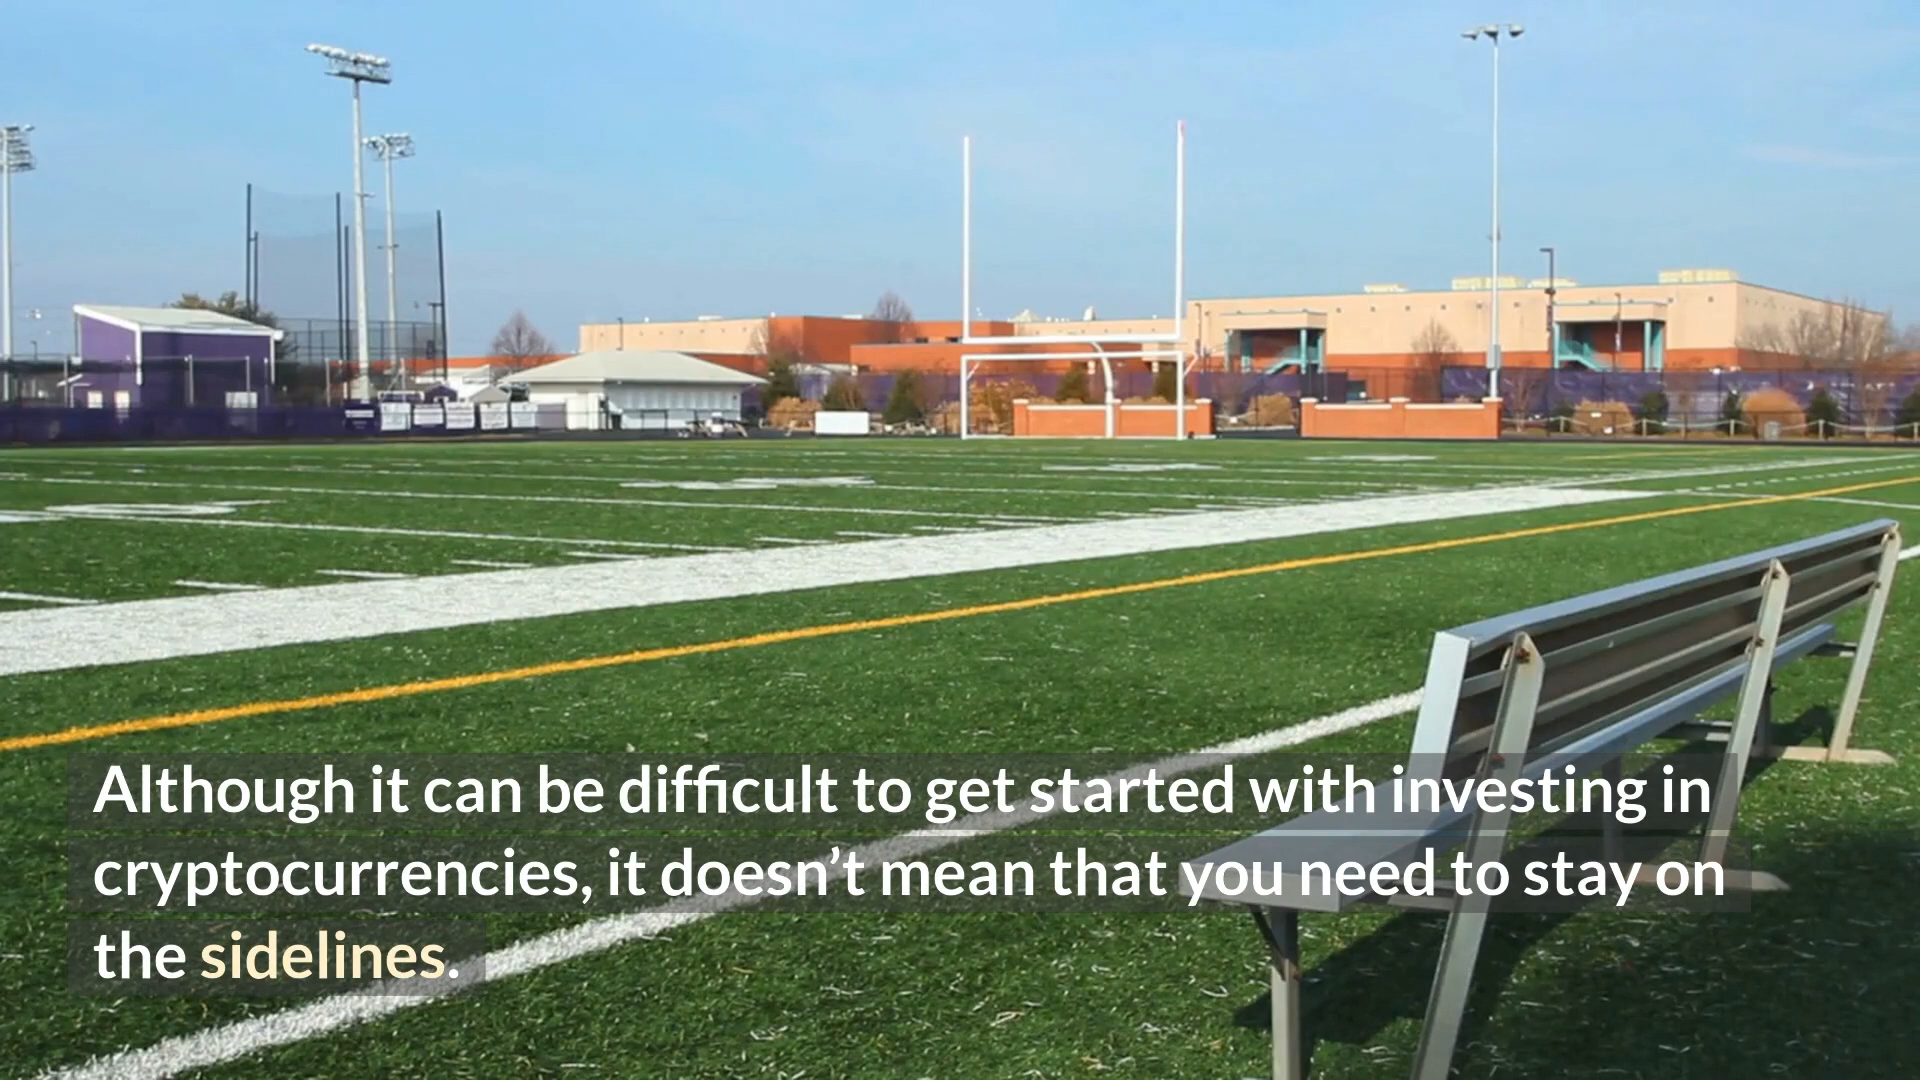 Although it can be difficult to get started with investing in
cryptocurrencies, it doesn’t mean that you need to stay on
the sidelines.